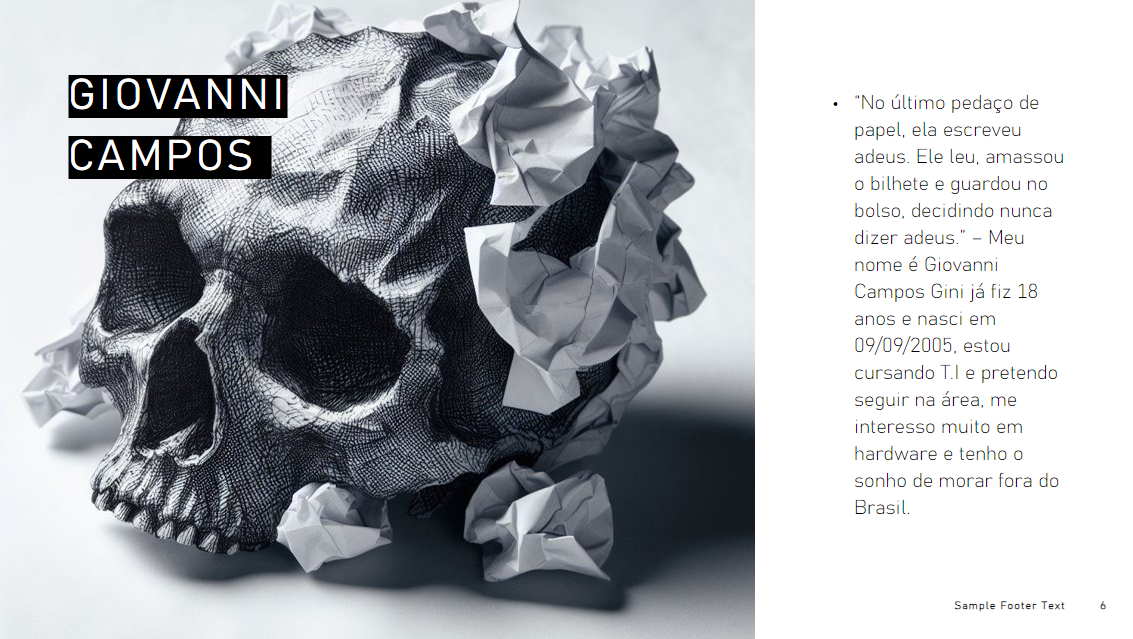 GIOVANNI
CAMPOS
• “No último pedaço de
papel, ela escreveu
adeus. Ele leu, amassou
o bilhete e guardou no
bolso, decidindo nunca
dizer adeus.” – Meu
nome é Giovanni
Campos Gini já fiz 18
anos e nasci em
09/09/2005, estou
cursando T.I e pretendo
seguir na área, me
interesso muito em
hardware e tenho o
sonho de morar fora do
Brasil.
Sample Footer Text 6